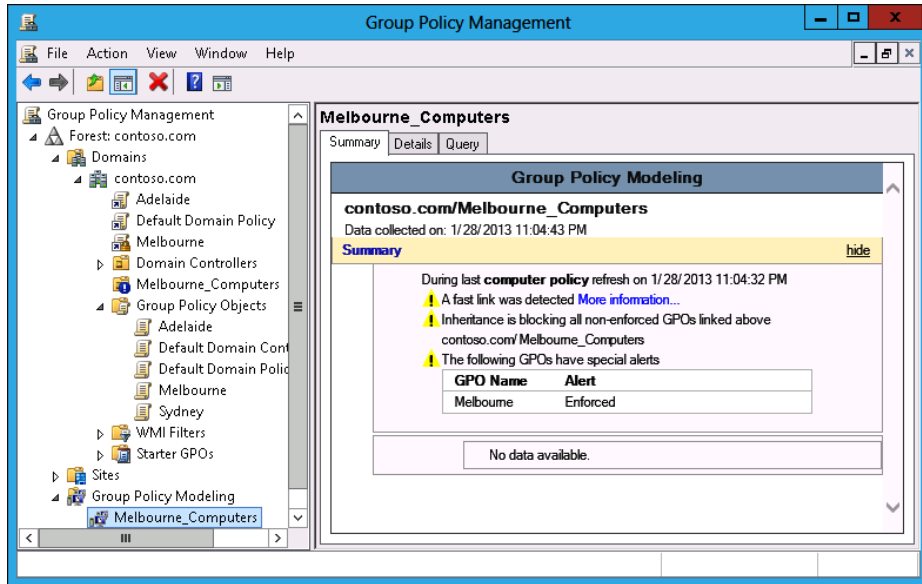 Group Policy Management
File Action View Window Help
Group Policy Management
Forest: contoso.com
Domains
contoso.com
Adelaide
Default Domain Policy
Melbourne
Domain Controllers
Melbourne_Computers
Group Policy Objects
Adelaide
Default Domain Cont
Default Domain Polic
Melbourne
Sydney
WMI Filters
Starter GPOs
Sites
Group Policy Modeling
Melbourne_Computers
Melbourne_Computers
Summary Details Query
Group Policy Modeling
contoso.com/Melbourne_Computers
Data collected on: 1/28/2013 11:04:43 PM
Summary hide
During last computer policy refresh on 1/28/2013 11:04:32 PM
A fast link was detected More information...
Inheritance is blocking all non-enforced GPOs linked above
contoso.com/Melbourne_Computers
The following GPOs have special alerts
GPO Name Alert
Melbourne Enforced
No data available.